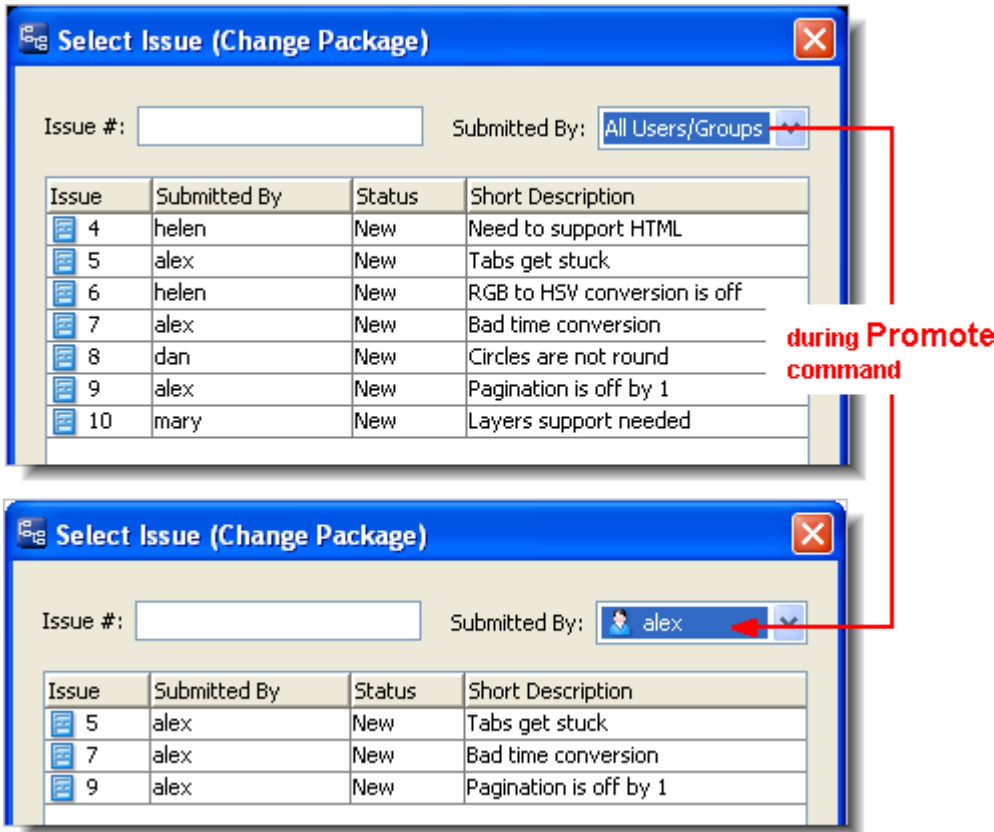 Select Issue (Change Package)
Issue #: Submitted By: All Users/Groups
Issue Submitted By Status Short Description
4 helen New Need to support HTML
5 alex New Tabs get stuck
6 helen New RGB to HSV conversion is off
7 alex New Bad time conversion
8 dan New Circles are not round
9 alex New Pagination is off by 1
10 mary New Layers support needed
during Promote
command
Select Issue (Change Package)
Issue #: Submitted By: alex
Issue Submitted By Status Short Description
5 alex New Tabs get stuck
7 alex New Bad time conversion
9 alex New Pagination is off by 1